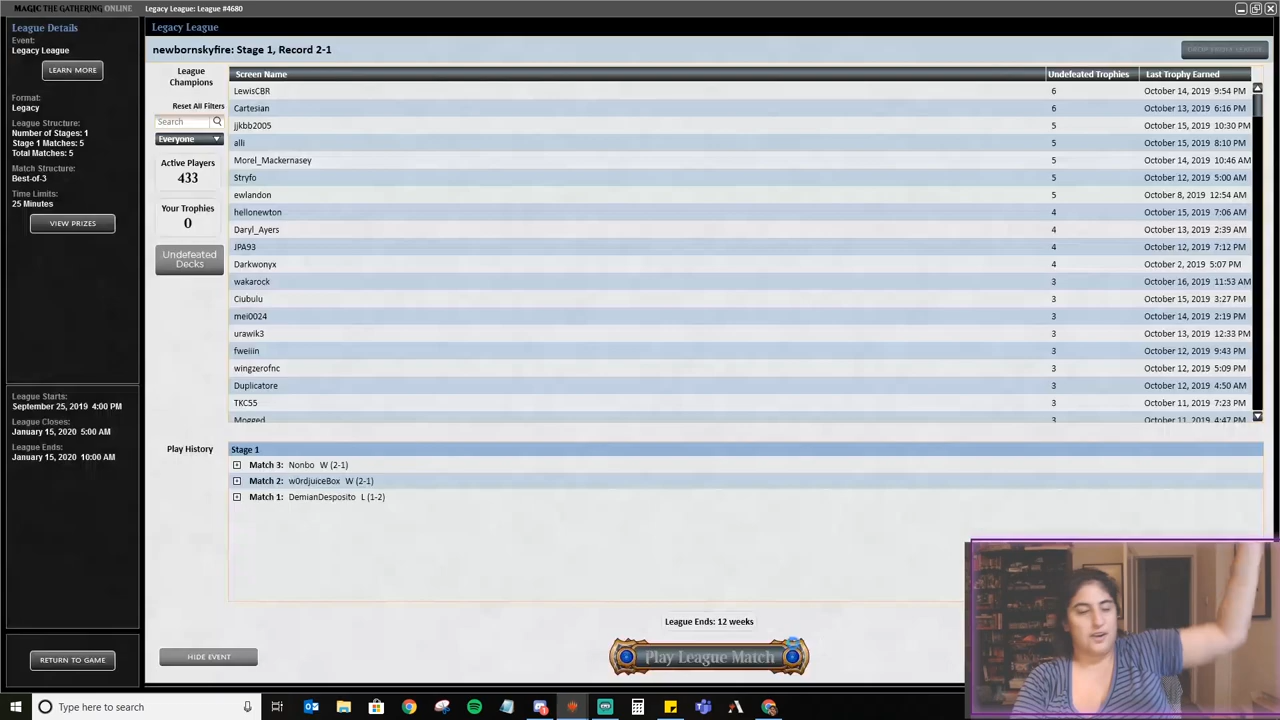 MAGIC THE GATHERING ONLINE
Legacy League: League #4680
League Details
Event:
Legacy League
LEARN MORE
Format:
Legacy
League Structure:
Number of Stages: 1
Stage 1 Matches: 5
Total Matches: 5
Match Structure:
Best-of-3
Time Limits:
25 Minutes
VIEW PRIZES
League Starts:
September 25, 2019 4:00 PM
League Closes:
January 15, 2020 5:00 AM
League Ends:
January 15, 2020 10:00 AM
RETURN TO GAME
Legacy League
newbornskyfire: Stage 1, Record 2-1
League Champions
Reset All Filters
Search
Everyone
Active Players
433
Your Trophies
0
Undefeated Decks
Screen Name Undefeated Trophies Last Trophy Earned
LewisCBR 6 October 14, 2019 9:54 PM
Cartesian 6 October 13, 2019 6:16 PM
jjkbb2005 5 October 15, 2019 10:30 PM
alli 5 October 15, 2019 8:10 PM
Morel_Mackernasey 5 October 14, 2019 10:46 AM
Stryfo 5 October 12, 2019 5:00 AM
ewlandon 5 October 8, 2019 12:54 AM
hellonewton 4 October 15, 2019 7:06 AM
Daryl_Ayers 4 October 13, 2019 2:39 AM
JPA93 4 October 12, 2019 7:12 PM
Darkwonyx 4 October 2, 2019 5:07 PM
wakarock 3 October 16, 2019 11:53 AM
Ciubulu 3 October 15, 2019 3:27 PM
mei0024 3 October 14, 2019 2:19 PM
urawik3 3 October 13, 2019 12:33 PM
fweiiin 3 October 12, 2019 9:43 PM
wingzerofnc 3 October 12, 2019 5:09 PM
Duplicatore 3 October 12, 2019 4:50 AM
TKC55 3 October 11, 2019 7:23 PM
Mogged 3 October 11, 2019 4:47 PM
Play History
Stage 1
Match 3: Nonbo W (2-1)
Match 2: w0rdjuiceBox W (2-1)
Match 1: DemianDesposito L (1-2)
League Ends: 12 weeks
HIDE EVENT
Play League Match
Type here to search